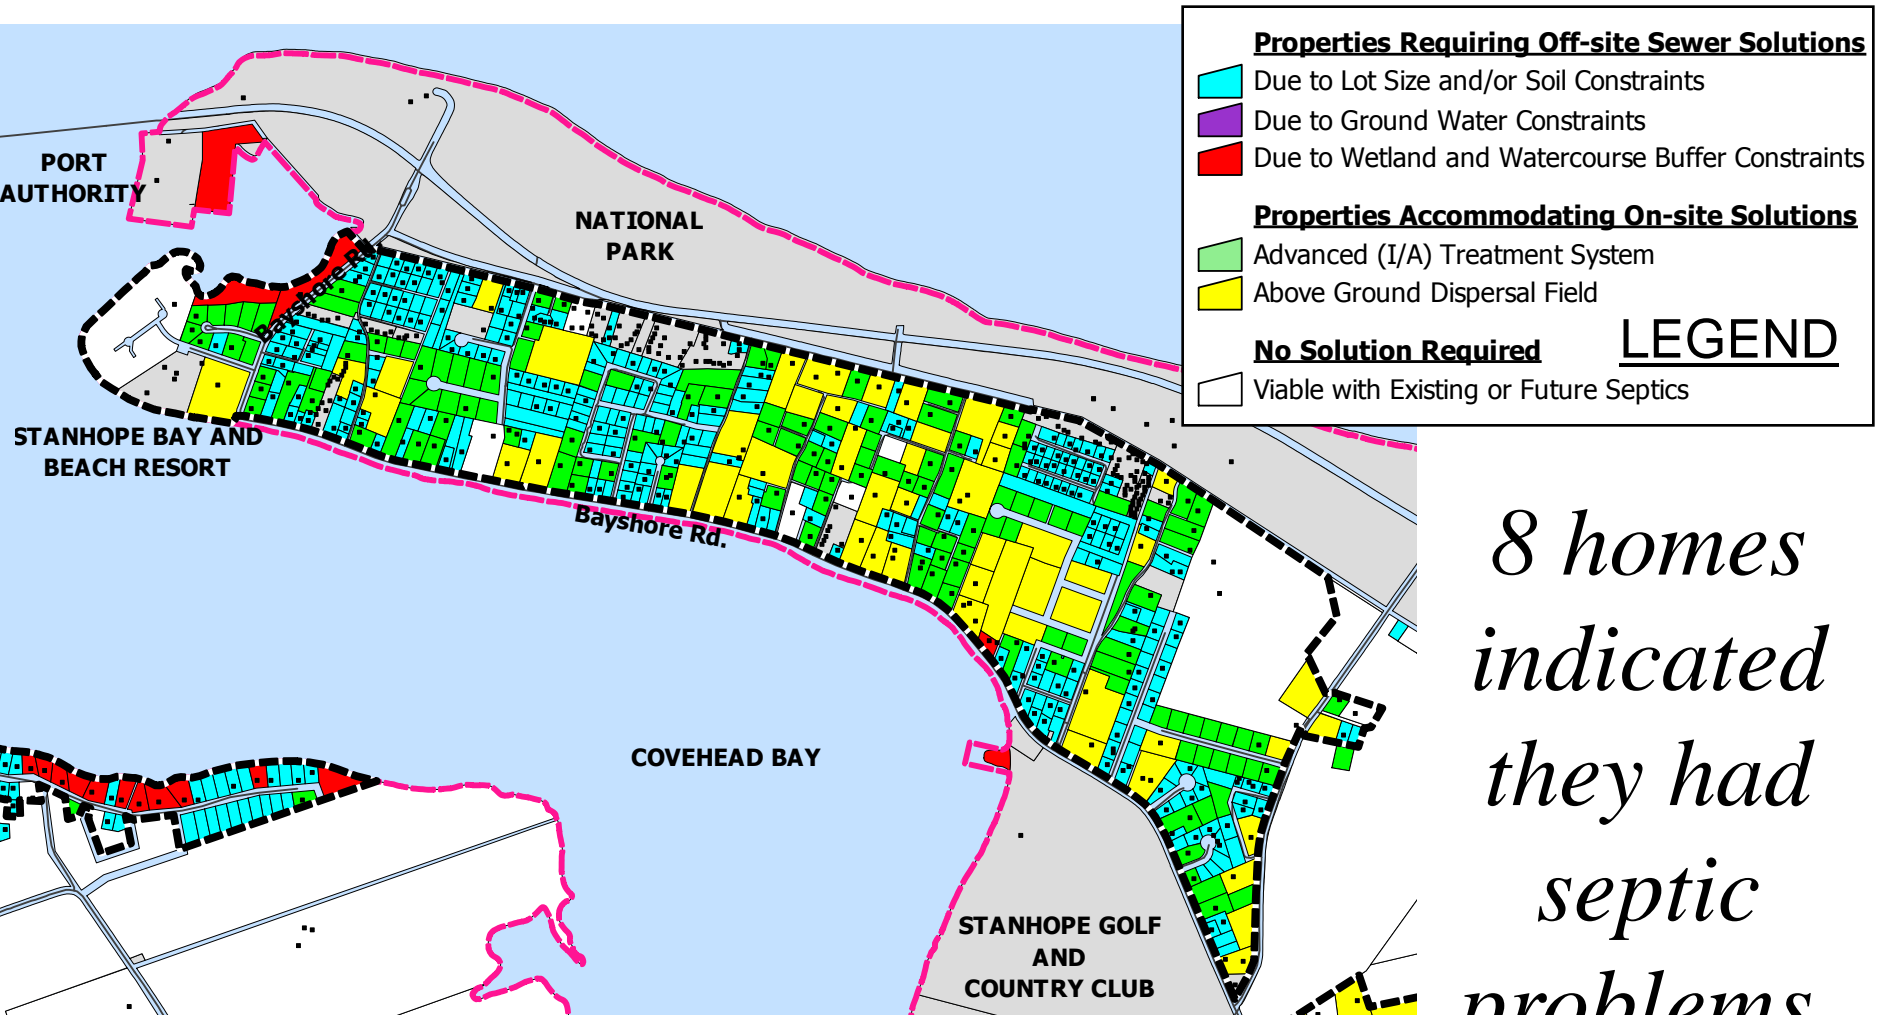 Properties Requiring Off-site Sewer Solutions
Due to Lot Size and/or Soil Constraints
Due to Ground Water Constraints
Due to Wetland and Watercourse Buffer Constraints
Properties Accommodating On-site Solutions
Advanced (I/A) Treatment System
Above Ground Dispersal Field
LEGEND
No Solution Required
Viable with Existing or Future Septics
PORT
AUTHORITY
NATIONAL
PARK
Bayshore Rd.
STANHOPE BAY AND
BEACH RESORT
Bayshore Rd.
COVEHEAD BAY
STANHOPE GOLF
AND
COUNTRY CLUB
8 homes
indicated
they had
septic
problems